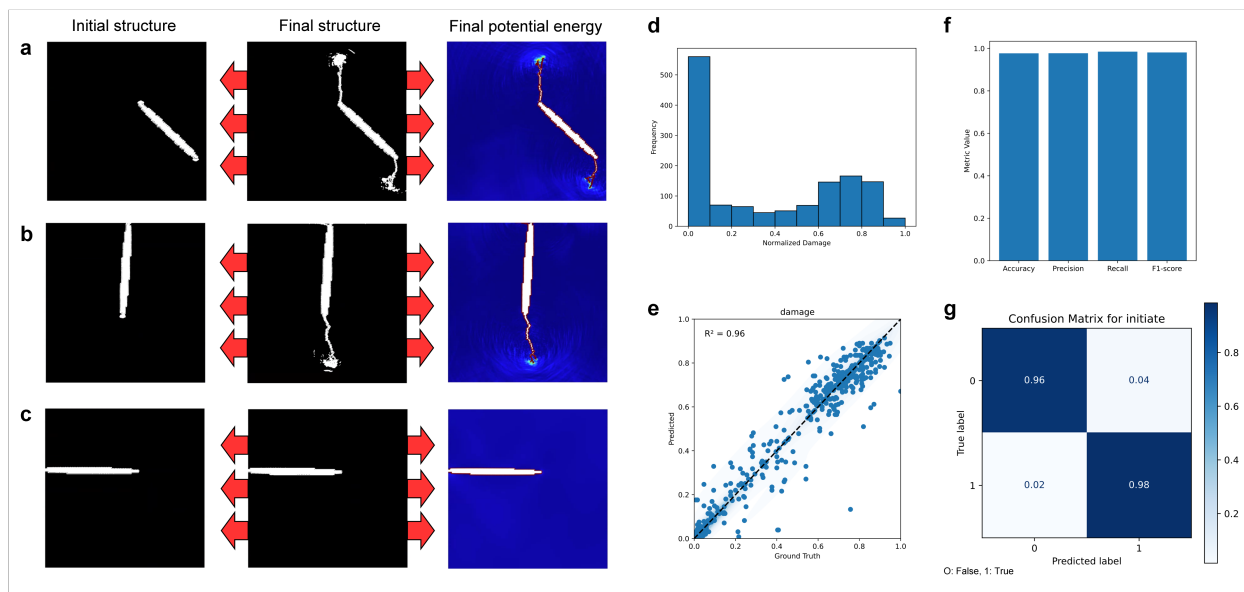 Initial structure
Final structure
Final potential energy
a
b
c
d
500
400
300
200
100
0
Frequency
0.0 0.2 0.4 0.6 0.8 1.0
Normalized Damage
e
damage
R² = 0.96
1.0
0.8
0.6
0.4
0.2
0.0
Predicted
0.0 0.2 0.4 0.6 0.8 1.0
Ground Truth
f
1.0
0.8
0.6
0.4
0.2
0.0
Metric Value
Accuracy Precision Recall F1-score
g
Confusion Matrix for initiate
0
1
True label
0.96 0.04
0.02 0.98
0 1
Predicted label
0.8
0.6
0.4
0.2
O: False, 1: True